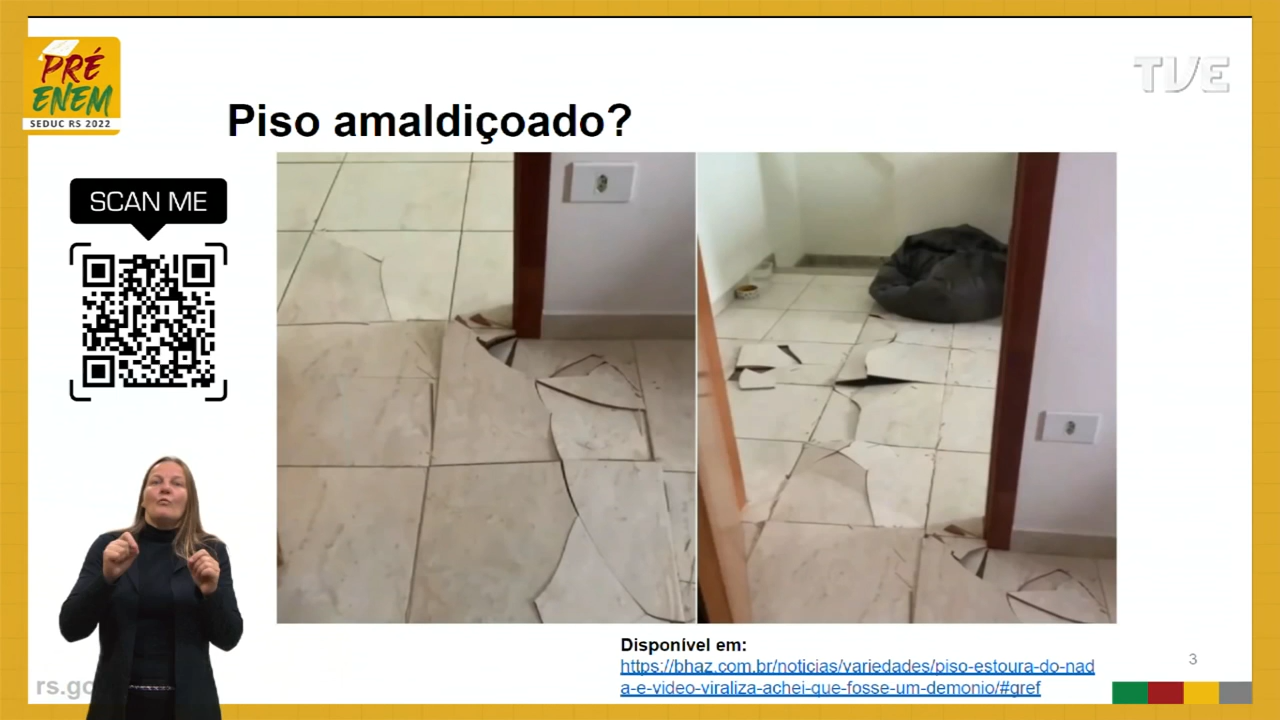 PRÉ
ENEM
SEDUC RS 2022
TVE
Piso amaldiçoado?
SCAN ME
Disponível em:
https://bhaz.com.br/noticias/variedades/piso-estoura-do-nad
a-e-video-viraliza-achei-que-fosse-um-demonio/#gref
3
rs.go